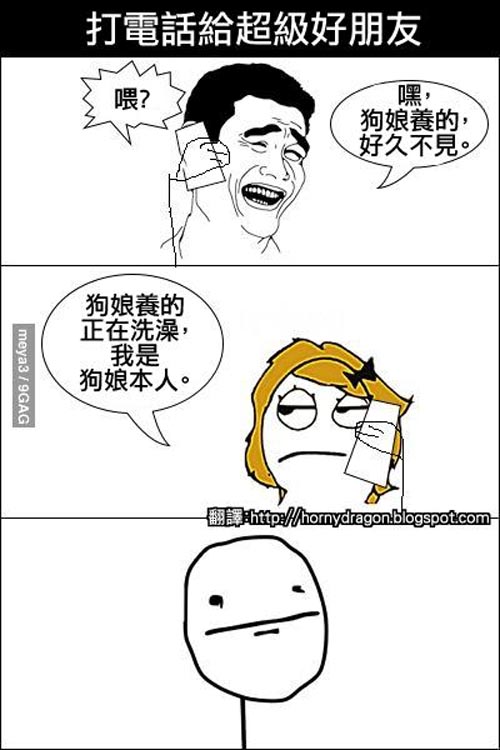 打電話給超級好朋友
喂?
嘿,
狗娘養的,
好久不見。
狗娘養的
正在洗澡,
我是
狗娘本人。
meya3 / 9GAG
翻譯:http://hornydragon.blogspot.com